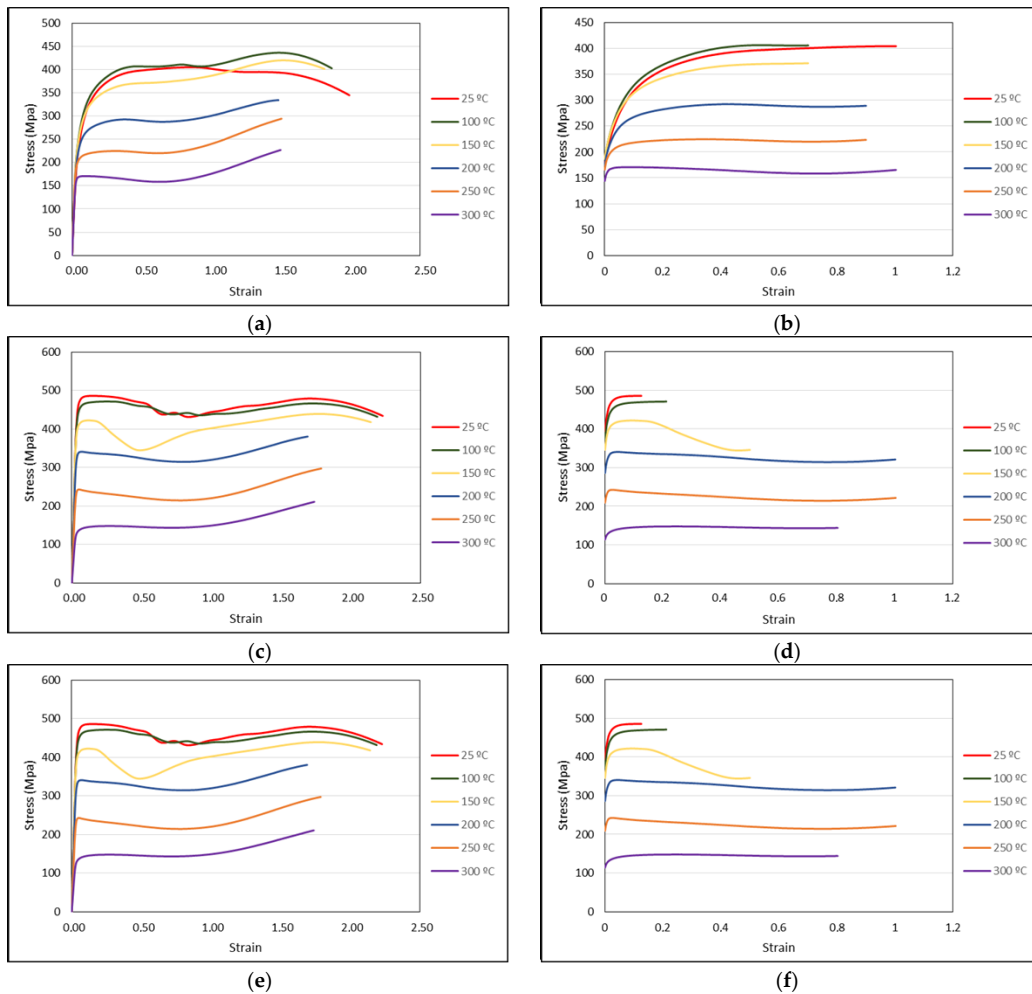 500
450
400
350
300
250
200
150
100
50
0
Stress (Mpa)
0.00 0.50 1.00 1.50 2.00 2.50
Strain
25 ºC
100 ºC
150 ºC
200 ºC
250 ºC
300 ºC
(a)
450
400
350
300
250
200
150
100
50
0
Stress (Mpa)
0 0.2 0.4 0.6 0.8 1 1.2
Strain
25 ºC
100 ºC
150 ºC
200 ºC
250 ºC
300 ºC
(b)
600
500
400
300
200
100
0
Stress (Mpa)
0.00 0.50 1.00 1.50 2.00 2.50
Strain
25 ºC
100 ºC
150 ºC
200 ºC
250 ºC
300 ºC
(c)
600
500
400
300
200
100
0
Stress (Mpa)
0 0.2 0.4 0.6 0.8 1 1.2
Strain
25 ºC
100 ºC
150 ºC
200 ºC
250 ºC
300 ºC
(d)
600
500
400
300
200
100
0
Stress (Mpa)
0.00 0.50 1.00 1.50 2.00 2.50
Strain
25 ºC
100 ºC
150 ºC
200 ºC
250 ºC
300 ºC
(e)
600
500
400
300
200
100
0
Stress (Mpa)
0 0.2 0.4 0.6 0.8 1 1.2
Strain
25 ºC
100 ºC
150 ºC
200 ºC
250 ºC
300 ºC
(f)